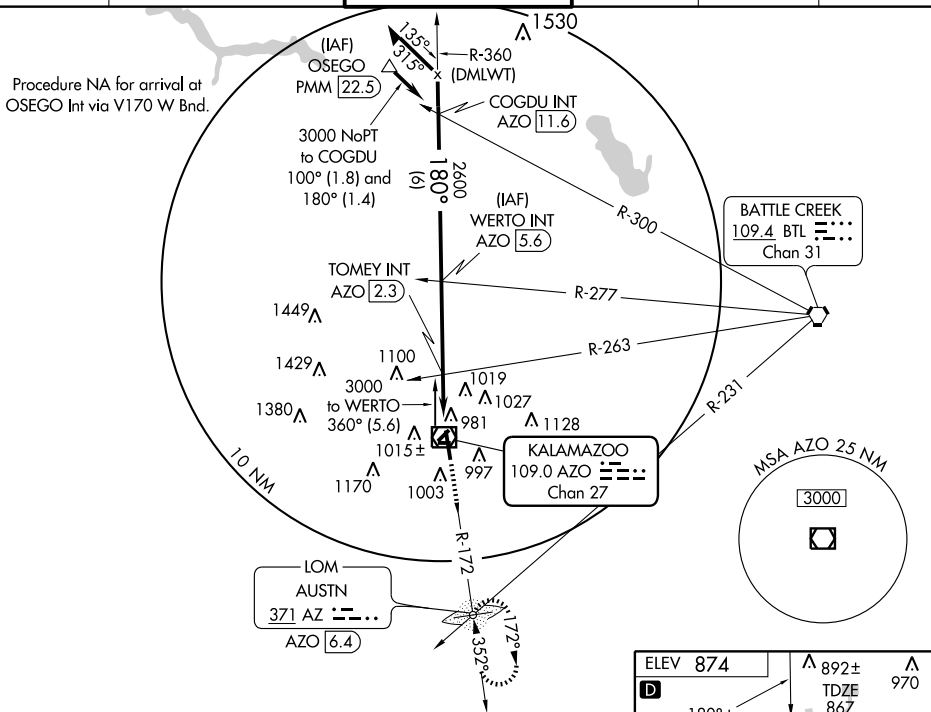 1530
135°
315°
R-360
(DMLWT)
(IAF)
OSEGO
PMM 22.5
Procedure NA for arrival at
OSEGO Int via V170 W Bnd.
COGDU INT
AZO 11.6
3000 NoPT
to COGDU
100° (1.8) and
180° (1.4)
2600
180°
(6)
R-300
(IAF)
WERTO INT
AZO 5.6
BATTLE CREEK
109.4 BTL
Chan 31
TOMEY INT
AZO 2.3
R-277
1449
R-263
1429
1100
1019
3000
to WERTO
360° (5.6)
1027
R-231
1380
981
1128
1015±
KALAMAZOO
109.0 AZO
Chan 27
997
10 NM
1170
1003
MSA AZO 25 NM
3000
R-172
LOM
AUSTN
371 AZ
AZO 6.4
172°
352°
ELEV 874
D
892±
970
TDZE
867